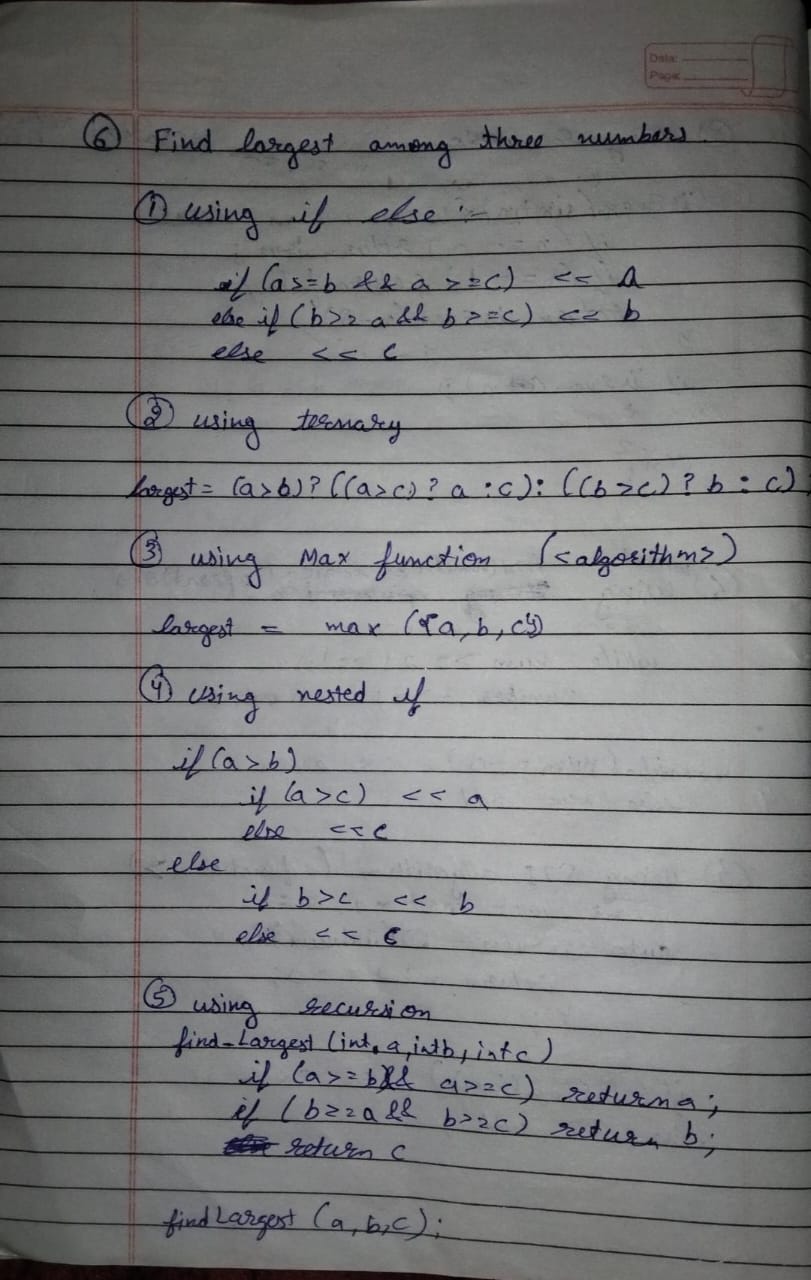 Date:
Page:
⑥ Find largest among three numbers.
① using if else :-
if (a>=b && a >=c) << a
else if (b>= a && b >=c) << b
else << c
② using ternary
largest = (a>b)? ((a>c)? a :c): ((b>c)? b : c)
③ using Max function (<algorithm>)
largest = max ({a, b, c})
④ using nested if
if (a>b)
if (a>c) << a
else <<c
else
if b>c << b
else << c
⑤ using recursion
find-Largest (int a, int b, int c)
if (a>=b && a>=c) return a;
if (b>=a && b>=c) return b;
return c
find Largest (a, b, c);